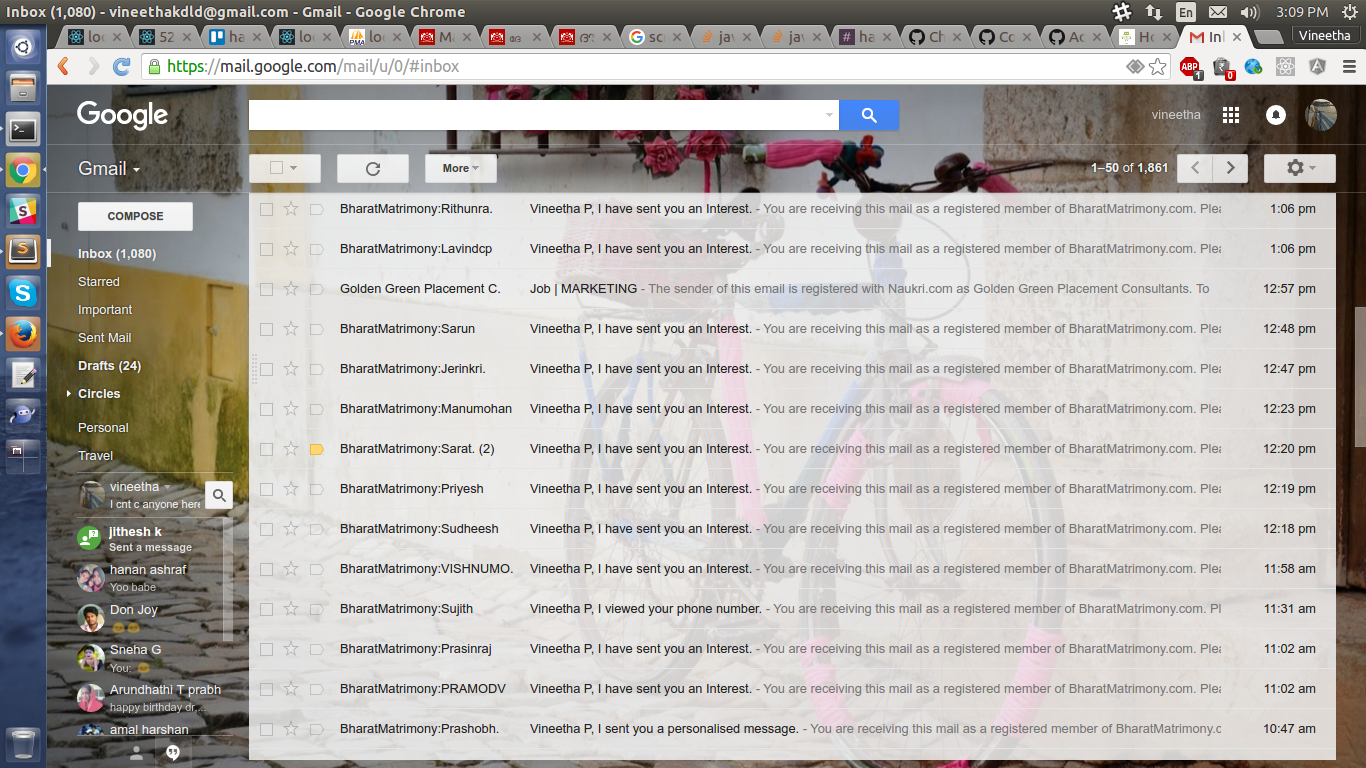 Inbox (1,080) - vineethakdld@gmail.com - Gmail - Google Chrome En 3:09 PM
loc 52 ha loc loc Ma ത്ര sc jav jav ha Ch Co Ac Ho In Vineetha
https://mail.google.com/mail/u/0/#inbox ABP 1 0
Google vineetha
Gmail More 1–50 of 1,861
COMPOSE
Inbox (1,080)
Starred
Important
Sent Mail
Drafts (24)
Circles
Personal
Travel
vineetha
I cnt c anyone here
jithesh k
Sent a message
hanan ashraf
Yoo babe
Don Joy
Sneha G
You:
Arundhathi T prabh
happy birthday dr,...
amal harshan
BharatMatrimony:Rithunra. Vineetha P, I have sent you an Interest. - You are receiving this mail as a registered member of BharatMatrimony.com. Plea 1:06 pm
BharatMatrimony:Lavindcp Vineetha P, I have sent you an Interest. - You are receiving this mail as a registered member of BharatMatrimony.com. Plea 1:06 pm
Golden Green Placement C. Job | MARKETING - The sender of this email is registered with Naukri.com as Golden Green Placement Consultants. To 12:57 pm
BharatMatrimony:Sarun Vineetha P, I have sent you an Interest. - You are receiving this mail as a registered member of BharatMatrimony.com. Plea 12:48 pm
BharatMatrimony:Jerinkri. Vineetha P, I have sent you an Interest. - You are receiving this mail as a registered member of BharatMatrimony.com. Plea 12:47 pm
BharatMatrimony:Manumohan Vineetha P, I have sent you an Interest. - You are receiving this mail as a registered member of BharatMatrimony.com. Plea 12:23 pm
BharatMatrimony:Sarat. (2) Vineetha P, I have sent you an Interest. - You are receiving this mail as a registered member of BharatMatrimony.com. Plea 12:20 pm
BharatMatrimony:Priyesh Vineetha P, I have sent you an Interest. - You are receiving this mail as a registered member of BharatMatrimony.com. Plea 12:19 pm
BharatMatrimony:Sudheesh Vineetha P, I have sent you an Interest. - You are receiving this mail as a registered member of BharatMatrimony.com. Plea 12:18 pm
BharatMatrimony:VISHNUMO. Vineetha P, I have sent you an Interest. - You are receiving this mail as a registered member of BharatMatrimony.com. Plea 11:58 am
BharatMatrimony:Sujith Vineetha P, I viewed your phone number. - You are receiving this mail as a registered member of BharatMatrimony.com. Pl 11:31 am
BharatMatrimony:Prasinraj Vineetha P, I have sent you an Interest. - You are receiving this mail as a registered member of BharatMatrimony.com. Plea 11:02 am
BharatMatrimony:PRAMODV Vineetha P, I have sent you an Interest. - You are receiving this mail as a registered member of BharatMatrimony.com. Plea 11:02 am
BharatMatrimony:Prashobh. Vineetha P, I sent you a personalised message. - You are receiving this mail as a registered member of BharatMatrimony.c 10:47 am